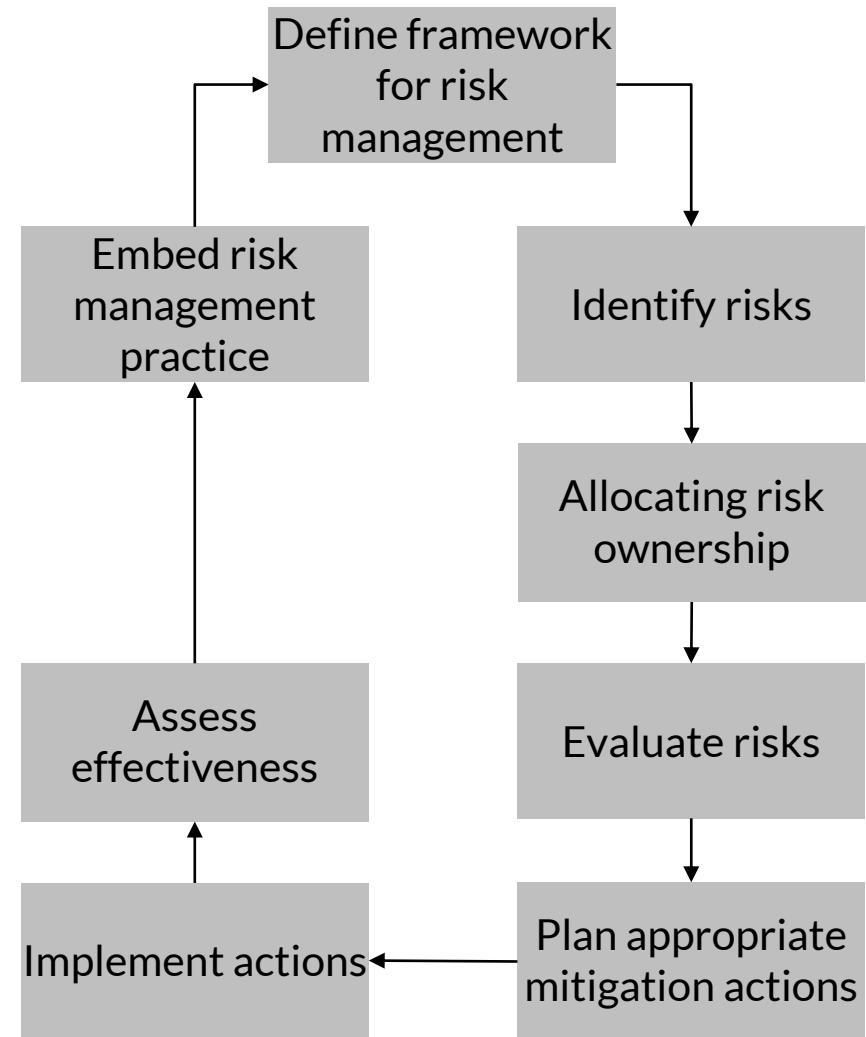 Define framework
for risk
management
Identify risks
Allocating risk
ownership
Evaluate risks
Plan appropriate
mitigation actions
Implement actions
Assess
effectiveness
Embed risk
management
practice